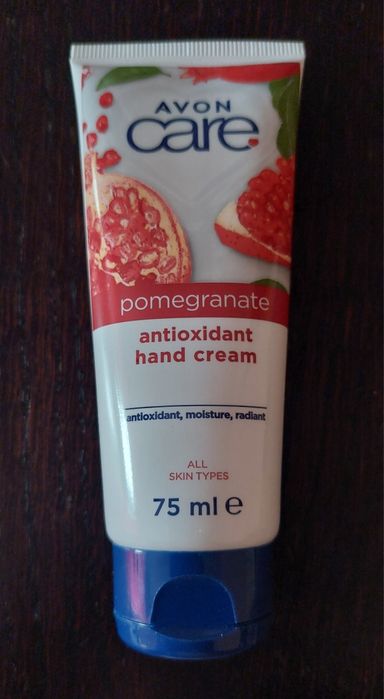 AVON
care
pomegranate
antioxidant
hand cream
antioxidant, moisture, radiant
ALL
SKIN TYPES
75 ml ℮